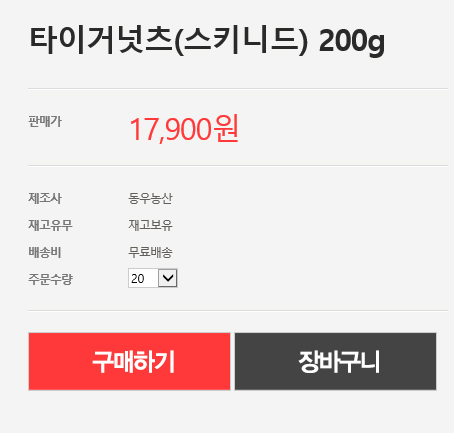 타이거넛츠(스키니드) 200g
판매가 17,900원
제조사 동우농산
재고유무 재고보유
배송비 무료배송
주문수량 20
구매하기 장바구니